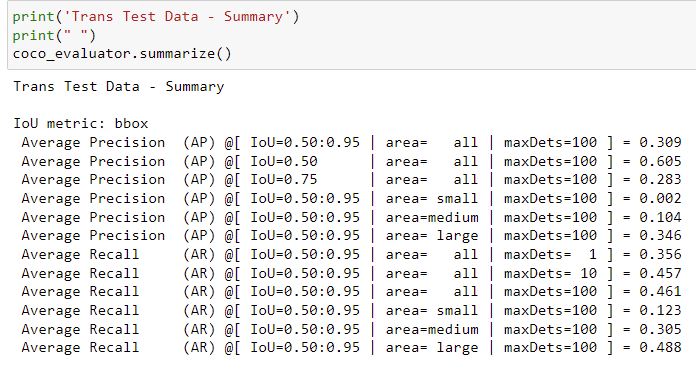 print('Trans Test Data - Summary')
print(" ")
coco_evaluator.summarize()
Trans Test Data - Summary

IoU metric: bbox
 Average Precision  (AP) @[ IoU=0.50:0.95 | area=   all | maxDets=100 ] = 0.309
 Average Precision  (AP) @[ IoU=0.50      | area=   all | maxDets=100 ] = 0.605
 Average Precision  (AP) @[ IoU=0.75      | area=   all | maxDets=100 ] = 0.283
 Average Precision  (AP) @[ IoU=0.50:0.95 | area= small | maxDets=100 ] = 0.002
 Average Precision  (AP) @[ IoU=0.50:0.95 | area=medium | maxDets=100 ] = 0.104
 Average Precision  (AP) @[ IoU=0.50:0.95 | area= large | maxDets=100 ] = 0.346
 Average Recall     (AR) @[ IoU=0.50:0.95 | area=   all | maxDets=  1 ] = 0.356
 Average Recall     (AR) @[ IoU=0.50:0.95 | area=   all | maxDets= 10 ] = 0.457
 Average Recall     (AR) @[ IoU=0.50:0.95 | area=   all | maxDets=100 ] = 0.461
 Average Recall     (AR) @[ IoU=0.50:0.95 | area= small | maxDets=100 ] = 0.123
 Average Recall     (AR) @[ IoU=0.50:0.95 | area=medium | maxDets=100 ] = 0.305
 Average Recall     (AR) @[ IoU=0.50:0.95 | area= large | maxDets=100 ] = 0.488